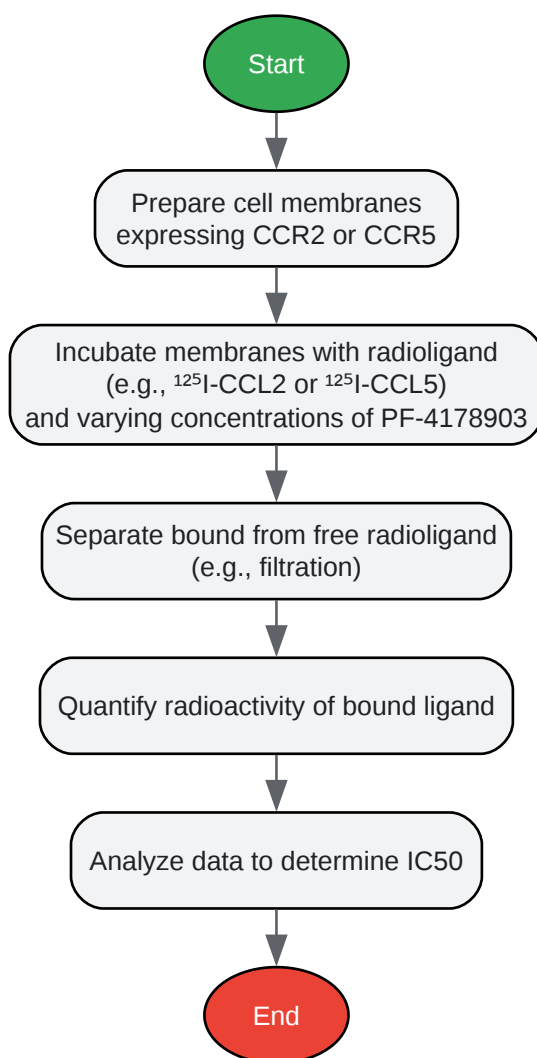 Start
Prepare cell membranes
expressing CCR2 or CCR5
Incubate membranes with radioligand
(e.g., ¹²⁵I-CCL2 or ¹²⁵I-CCL5)
and varying concentrations of PF-4178903
Separate bound from free radioligand
(e.g., filtration)
Quantify radioactivity of bound ligand
Analyze data to determine IC50
End